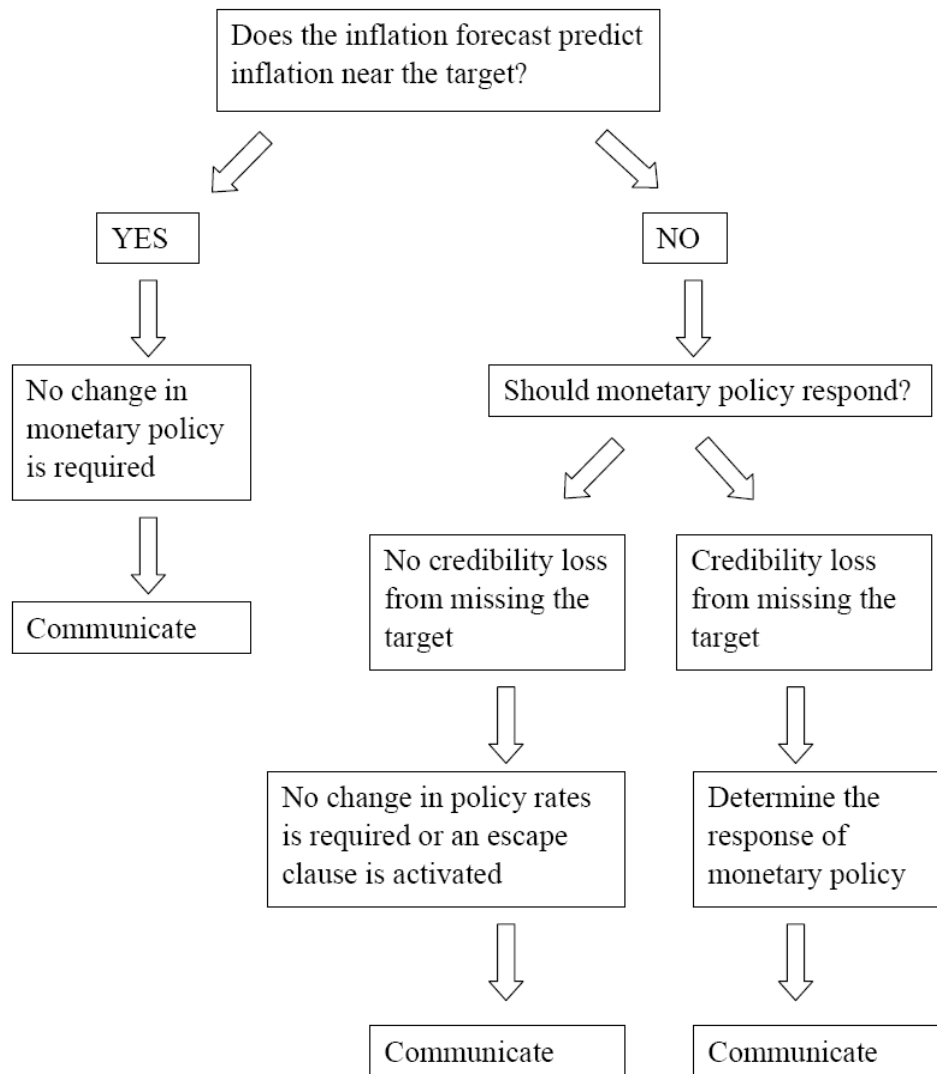 Does the inflation forecast predict
inflation near the target?
YES
NO
No change in
monetary policy
is required
Should monetary policy respond?
Communicate
No credibility loss
from missing the
target
Credibility loss
from missing the
target
No change in policy rates
is required or an escape
clause is activated
Determine the
response of
monetary policy
Communicate
Communicate